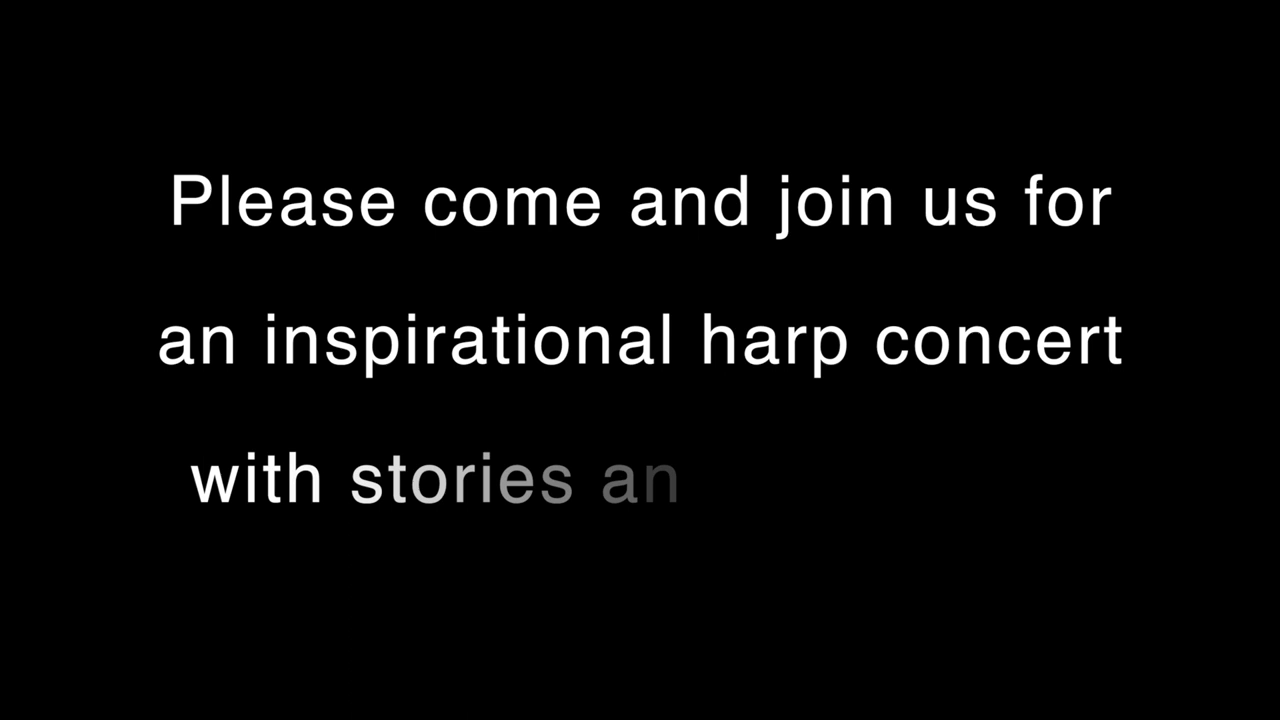 Please come and join us for
an inspirational harp concert
with stories an